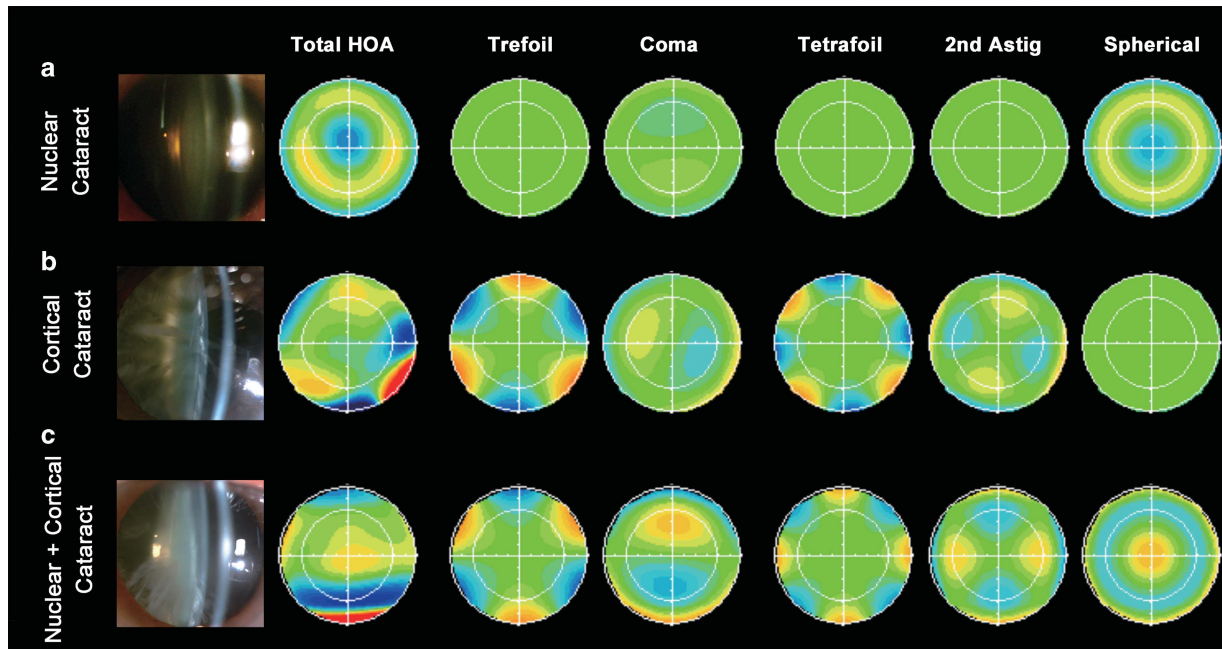 Total HOA Trefoil Coma Tetrafoil 2nd Astig Spherical
a
Nuclear
Cataract
b
Cortical
Cataract
c
Nuclear + Cortical
Cataract